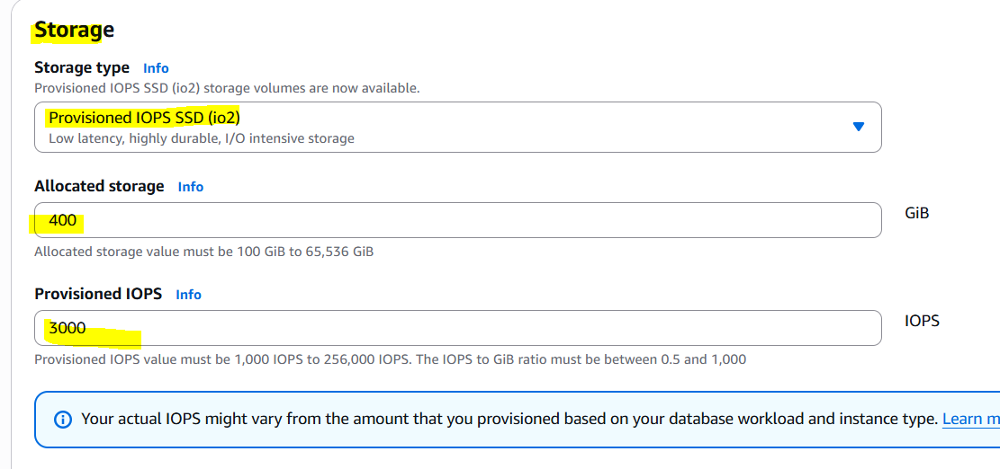 Storage
Storage type Info
Provisioned IOPS SSD (io2) storage volumes are now available.
Provisioned IOPS SSD (io2)
Low latency, highly durable, I/O intensive storage
Allocated storage Info
400
GiB
Allocated storage value must be 100 GiB to 65,536 GiB
Provisioned IOPS Info
3000
IOPS
Provisioned IOPS value must be 1,000 IOPS to 256,000 IOPS. The IOPS to GiB ratio must be between 0.5 and 1,000
Your actual IOPS might vary from the amount that you provisioned based on your database workload and instance type. Learn m